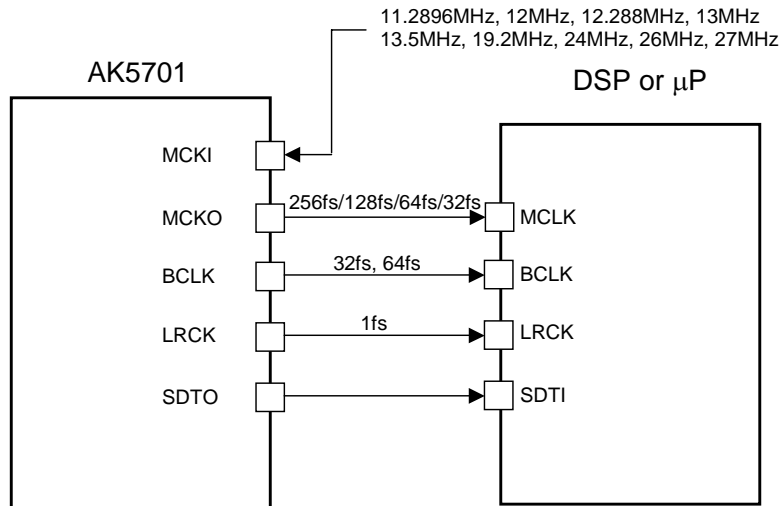 11.2896MHz, 12MHz, 12.288MHz, 13MHz
13.5MHz, 19.2MHz, 24MHz, 26MHz, 27MHz
AK5701
DSP or μP
MCKI
MCKO
256fs/128fs/64fs/32fs
MCLK
BCLK
32fs, 64fs
BCLK
LRCK
1fs
LRCK
SDTO
SDTI